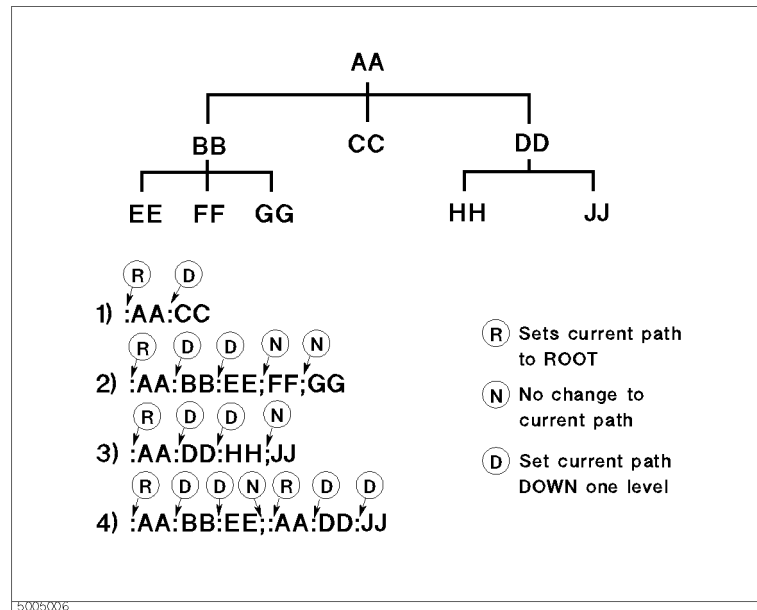 AA
BB CC DD
EE FF GG HH JJ
R D
1) :AA:CC
R D D N N
2) :AA:BB:EE;FF;GG
R D D N
3) :AA:DD:HH;JJ
R D D N R D D
4) :AA:BB:EE;:AA:DD:JJ
R Sets current path
to ROOT
N No change to
current path
D Set current path
DOWN one level
5005006